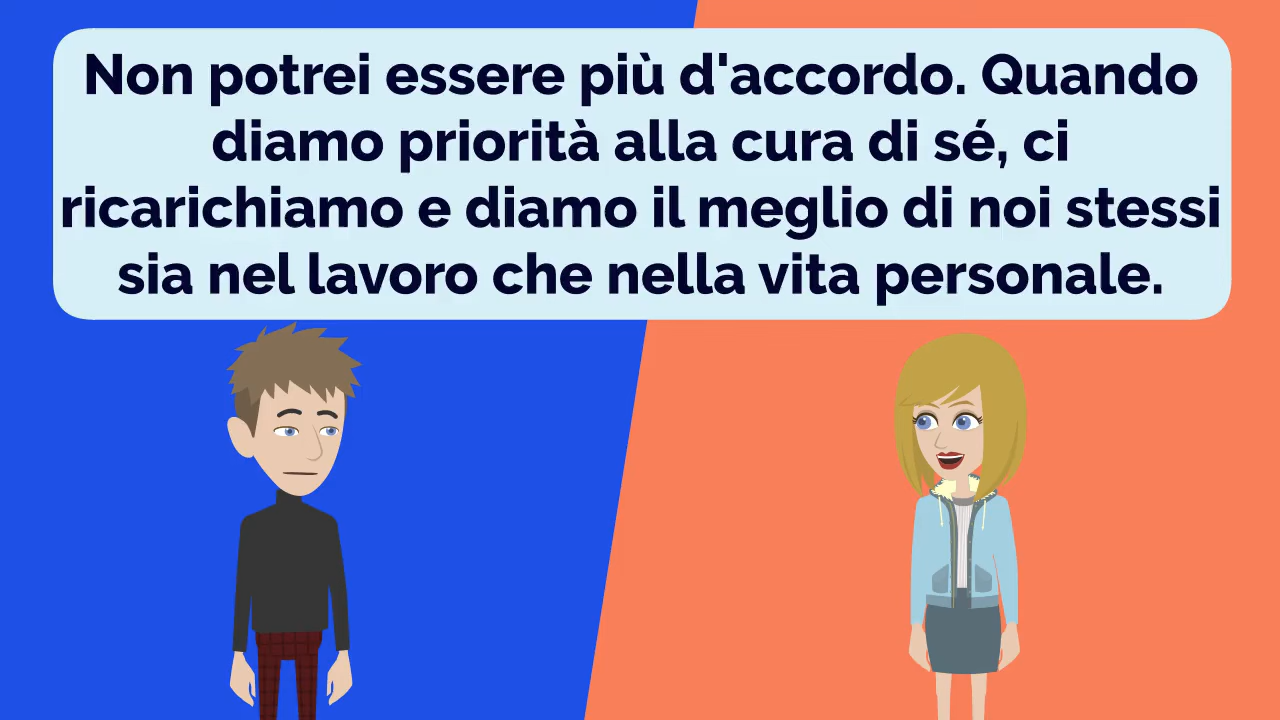 Non potrei essere più d'accordo. Quando
diamo priorità alla cura di sé, ci
ricarichiamo e diamo il meglio di noi stessi
sia nel lavoro che nella vita personale.